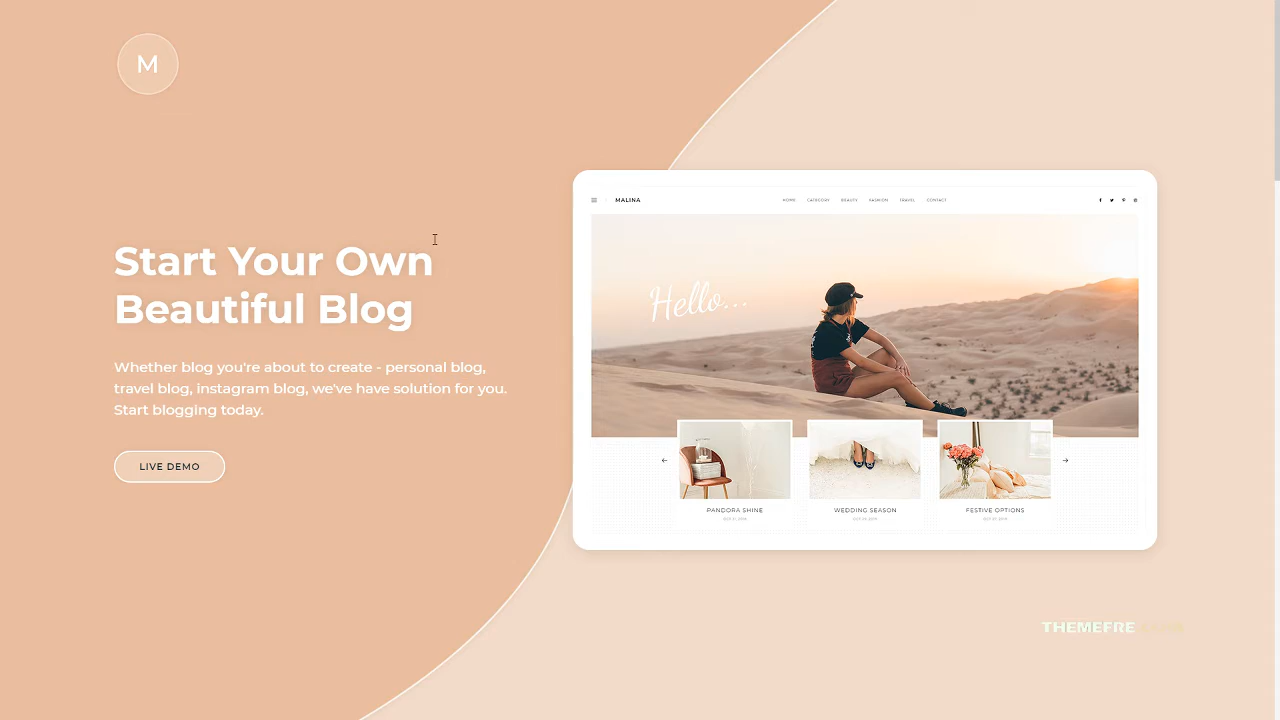 M
Start Your Own
Beautiful Blog
Whether blog you're about to create - personal blog,
travel blog, instagram blog, we've have solution for you.
Start blogging today.
LIVE DEMO
MALINA
HOME CATEGORY BEAUTY FASHION TRAVEL CONTACT
Hello...
PANDORA SHINE
WEDDING SEASON
FESTIVE OPTIONS
THEMEFRE